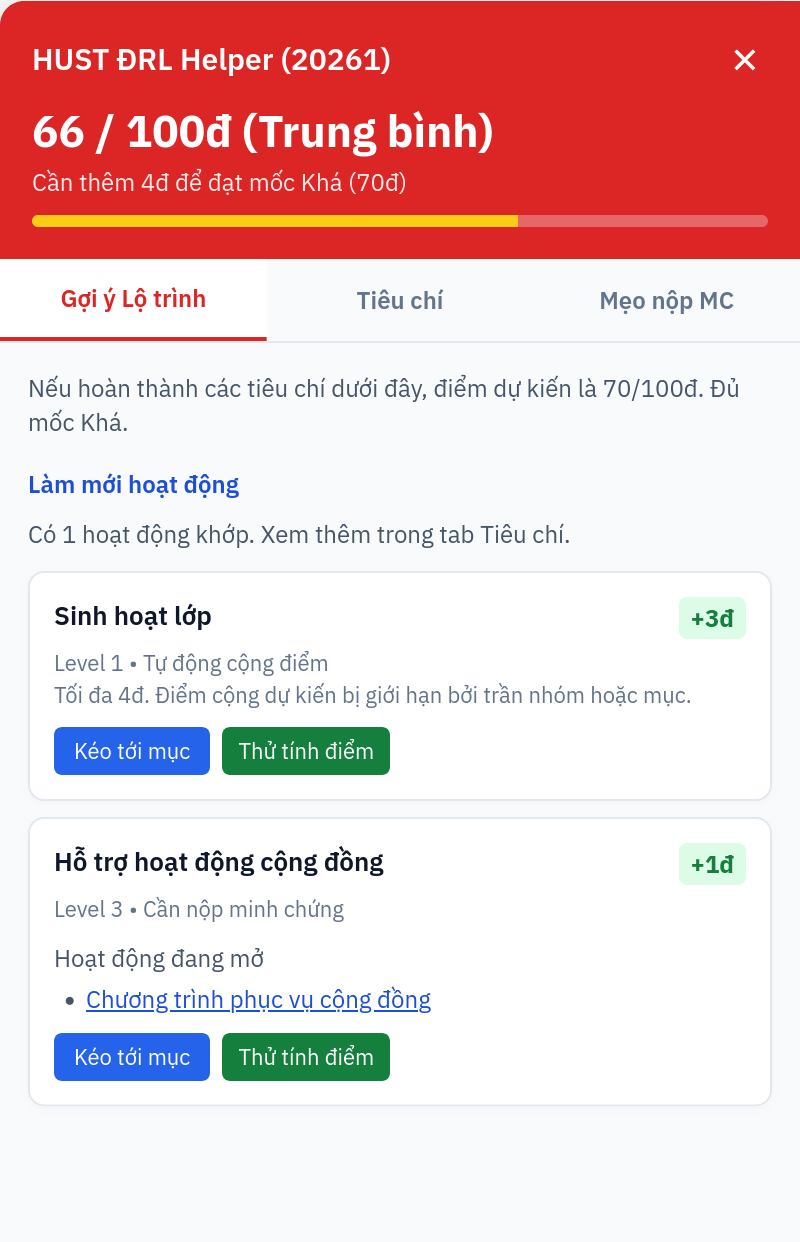 HUST ĐRL Helper (20261)
66 / 100đ (Trung bình)
Cần thêm 4đ để đạt mốc Khá (70đ)
Gợi ý Lộ trình
Tiêu chí
Mẹo nộp MC
Nếu hoàn thành các tiêu chí dưới đây, điểm dự kiến là 70/100đ. Đủ
mốc Khá.
Làm mới hoạt động
Có 1 hoạt động khớp. Xem thêm trong tab Tiêu chí.
Sinh hoạt lớp
+3đ
Level 1 • Tự động cộng điểm
Tối đa 4đ. Điểm cộng dự kiến bị giới hạn bởi trần nhóm hoặc mục.
Kéo tới mục
Thử tính điểm
Hỗ trợ hoạt động cộng đồng
+1đ
Level 3 • Cần nộp minh chứng
Hoạt động đang mở
• Chương trình phục vụ cộng đồng
Kéo tới mục
Thử tính điểm